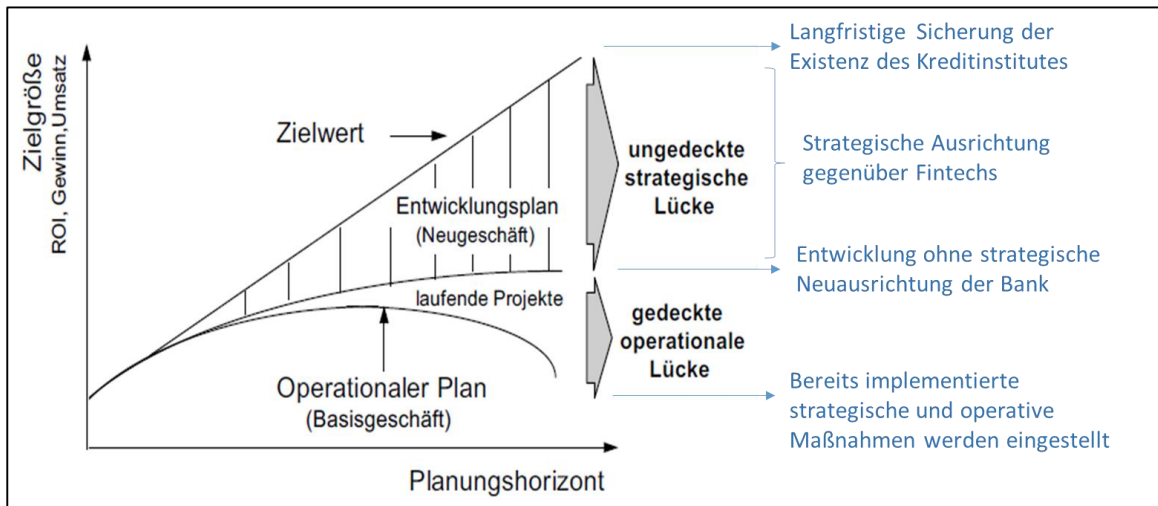 Zielgröße
ROI, Gewinn,Umsatz
Zielwert
Entwicklungsplan
(Neugeschäft)
laufende Projekte
Operationaler Plan
(Basisgeschäft)
Planungshorizont
ungedeckte
strategische
Lücke
gedeckte
operationale
Lücke
Langfristige Sicherung der
Existenz des Kreditinstitutes
Strategische Ausrichtung
gegenüber Fintechs
Entwicklung ohne strategische
Neuausrichtung der Bank
Bereits implementierte
strategische und operative
Maßnahmen werden eingestellt